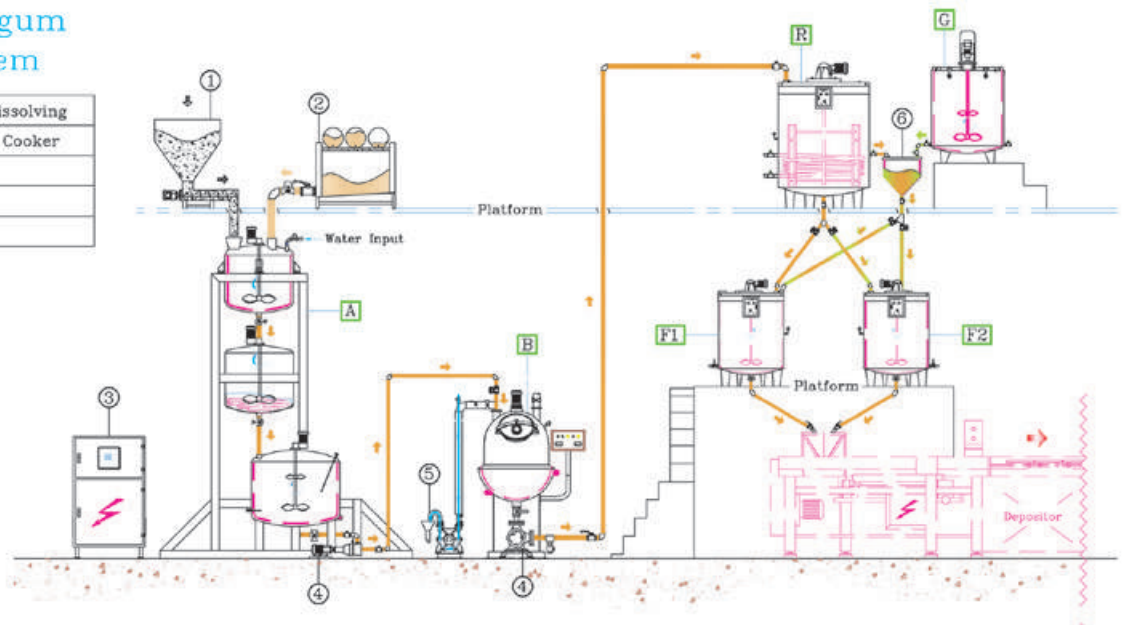 gum
em
issolving
Cooker
1
2
3
4
4
5
6
A
B
R
G
F1
F2
Platform
Water Input
Platform
Depositor